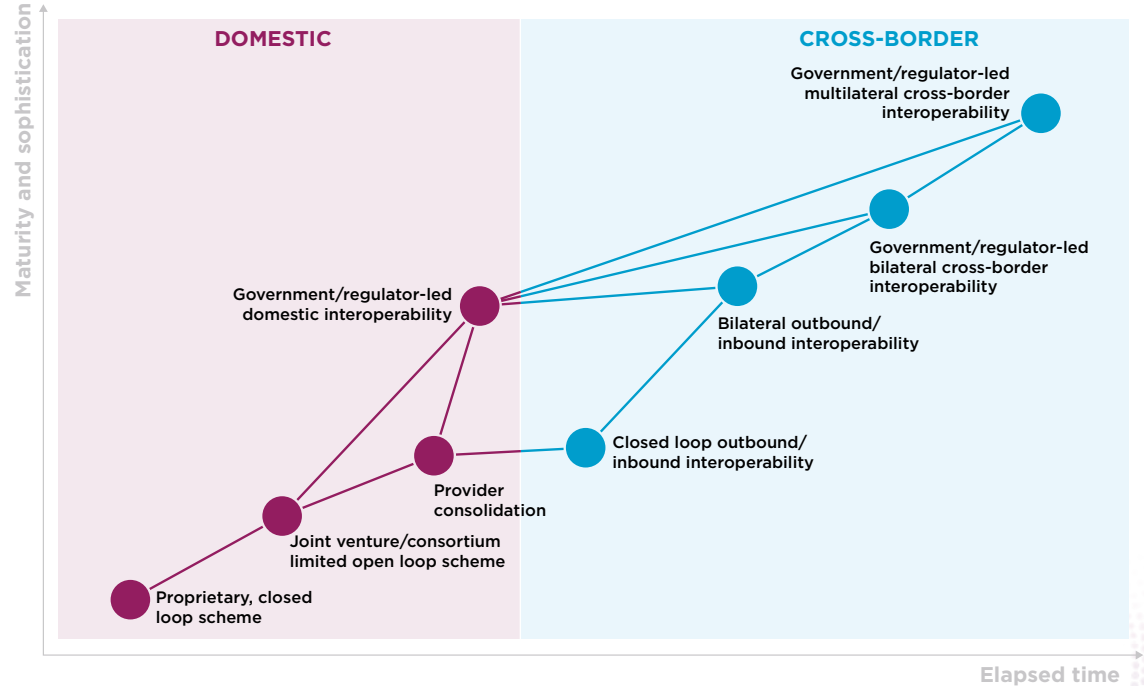 Maturity and sophistication
DOMESTIC
CROSS-BORDER
Government/regulator-led
multilateral cross-border
interoperability
Government/regulator-led
bilateral cross-border
interoperability
Government/regulator-led
domestic interoperability
Bilateral outbound/
inbound interoperability
Closed loop outbound/
inbound interoperability
Provider
consolidation
Joint venture/consortium
limited open loop scheme
Proprietary, closed
loop scheme
Elapsed time